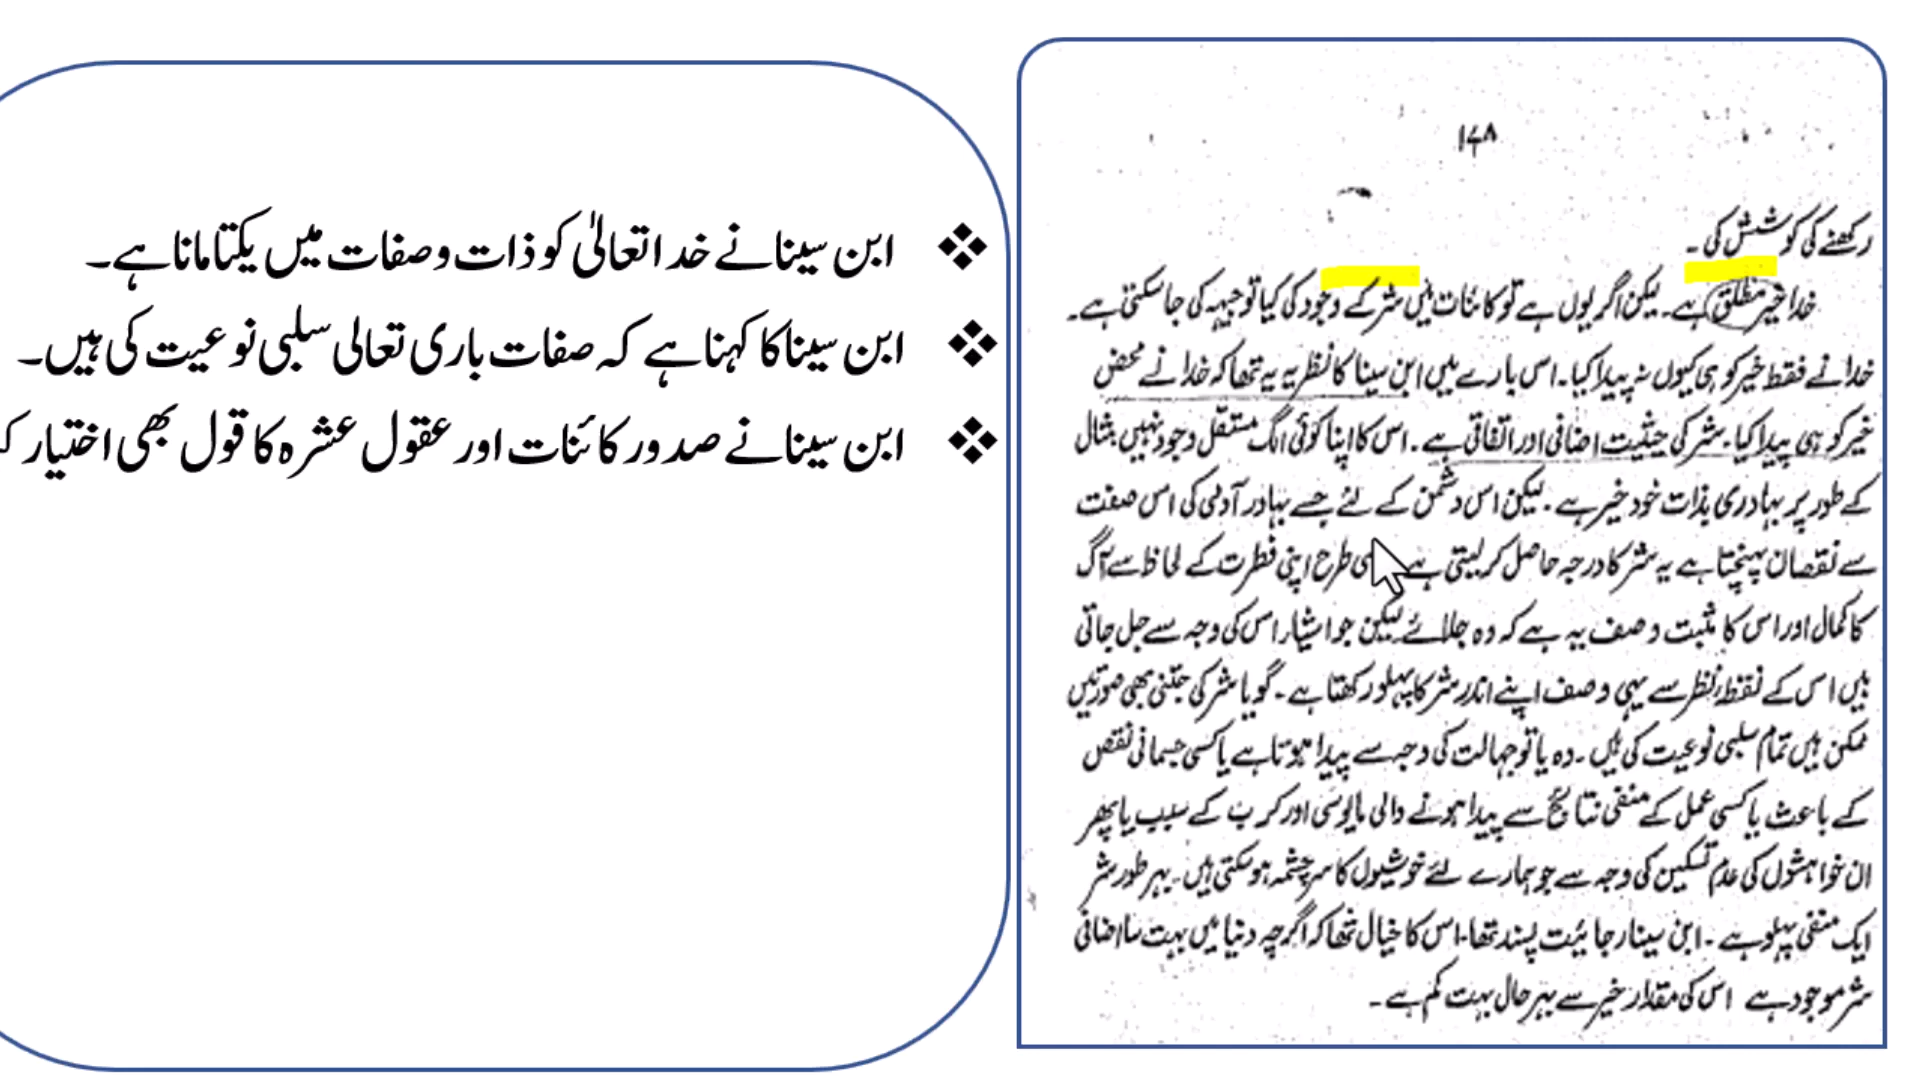 ❖ ابن سینا نے خدا تعالیٰ کو ذات و صفات میں یکتا مانا ہے۔
❖ ابن سینا کا کہنا ہے کہ صفات باری تعالی سلبی نوعیت کی ہیں۔
❖ ابن سینا نے صدور کائنات اور عقول عشرہ کا قول بھی اختیار ک
۱۶۸
رکھنے کی کوشش کی۔
خدا خیر مطلق ہے۔ لیکن اگر یوں ہے تو کائنات میں شر کے وجود کی کیا توجیہہ کی جا سکتی ہے۔
خدا نے فقط خیر کو ہی کیوں نہ پیدا کیا۔ اس بارے میں ابن سینا کا نظریہ یہ تھا کہ خدا نے محض
خیر کو ہی پیدا کیا۔ شر کی حیثیت اضافی اور اتفاقی ہے۔ اس کا اپنا کوئی الگ مستقل وجود نہیں مثال
کے طور پر بہادری بذات خود خیر ہے۔ لیکن اس دشمن کے لئے جسے بہادر آدمی کی اس صفت
سے نقصان پہنچتا ہے یہ شر کا درجہ حاصل کر لیتی ہے طرح اپنی فطرت کے لحاظ سے آگ
کا کمال اور اس کا مثبت وصف یہ ہے کہ وہ جلائے لیکن جو اشیار اس کی وجہ سے جل جاتی
ہیں اس کے نقطہ نظر سے یہی وصف اپنے اندر شر کا پہلو رکھتا ہے۔ گویا شر کی جتنی بھی صورتیں
ممکن ہیں تمام سلبی نوعیت کی ہیں۔ وہ یا تو جہالت کی وجہ سے پیدا ہوتا ہے یا کسی جسمانی نقص
کے باعث یا کسی عمل کے منفی نتائج سے پیدا ہونے والی مایوسی اور کرب کے سبب یا پھر
ان خواہشوں کی عدم تسکین کی وجہ سے جو ہمارے لئے خوشیوں کا سرچشمہ ہو سکتی ہیں۔ بہر طور شر
ایک منفی پہلو ہے۔ ابن سینا رجائیت پسند تھا۔ اس کا خیال تھا کہ اگرچہ دنیا میں بہت سا اضافی
شر موجود ہے اس کی مقدار خیر سے بہرحال بہت کم ہے۔